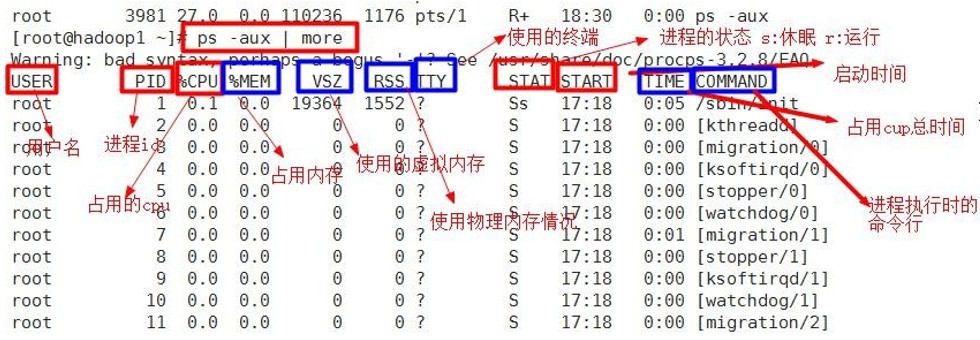 root 3981 27.0 0.0 110236 1176 pts/1 R+ 18:30 0:00 ps -aux
[root@hadoop1 ~]# ps -aux | more
使用的终端 进程的状态 s:休眠 r:运行
Warning: bad syntax, perhaps a bogus '-'? See /usr/share/doc/procps-3.2.8/FAQ
启动时间
USER PID %CPU %MEM VSZ RSS TTY STAT START TIME COMMAND
root 1 0.1 0.0 19364 1552 ? Ss 17:18 0:05 /sbin/init
root 2 0.0 0.0 0 0 ? S 17:18 0:00 [kthreadd]
占用cup总时间
root 3 0.0 0.0 0 0 ? S 17:18 0:00 [migration/0]
用户名 进程id
使用的虚拟内存
root 4 0.0 0.0 0 0 ? S 17:18 0:00 [ksoftirqd/0]
占用内存
root 5 0.0 0.0 0 0 ? S 17:18 0:00 [stopper/0]
占用的cpu
进程执行时的
命令行
root 6 0.0 0.0 0 0 ? S 17:18 0:00 [watchdog/0]
使用物理内存情况
root 7 0.0 0.0 0 0 ? S 17:18 0:01 [migration/1]
root 8 0.0 0.0 0 0 ? S 17:18 0:00 [stopper/1]
root 9 0.0 0.0 0 0 ? S 17:18 0:00 [ksoftirqd/1]
root 10 0.0 0.0 0 0 ? S 17:18 0:00 [watchdog/1]
root 11 0.0 0.0 0 0 ? S 17:18 0:00 [migration/2]